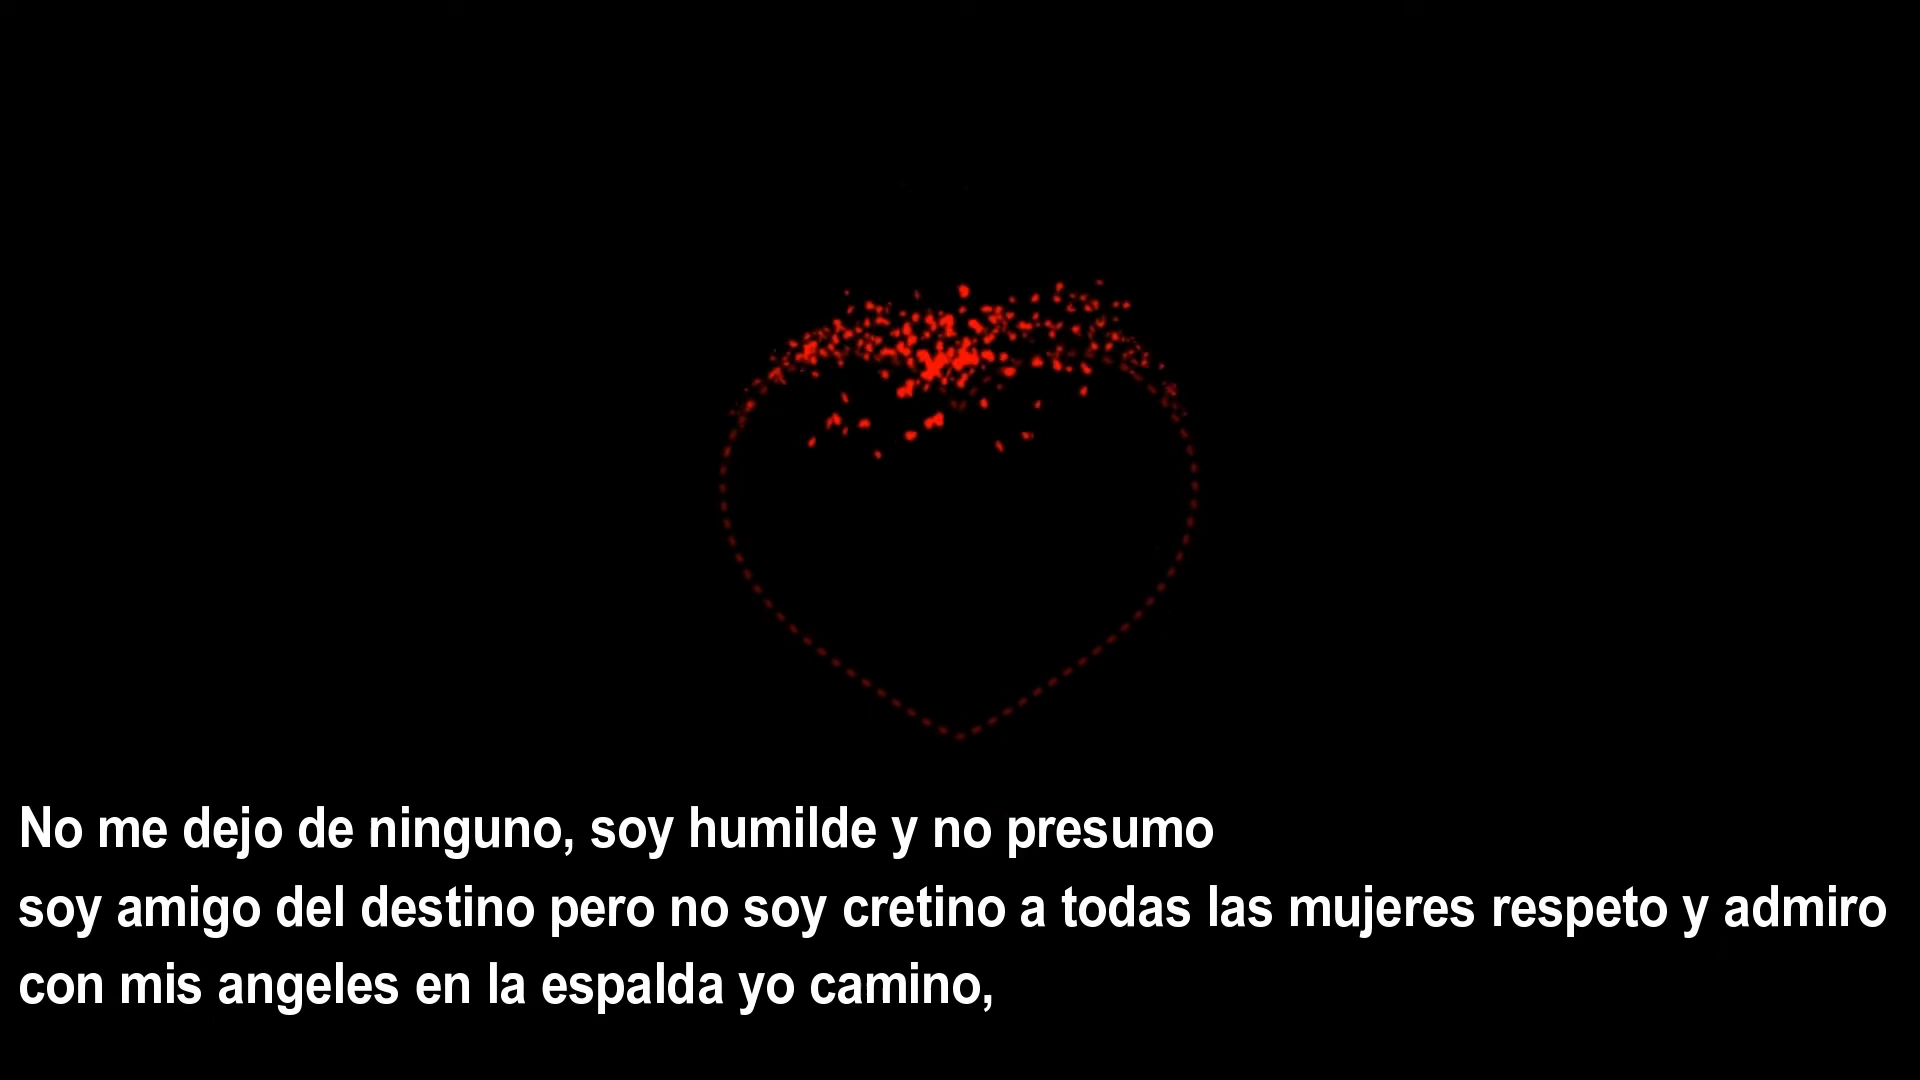 No me dejo de ninguno, soy humilde y no presumo
soy amigo del destino pero no soy cretino a todas las mujeres respeto y admiro
con mis angeles en la espalda yo camino,